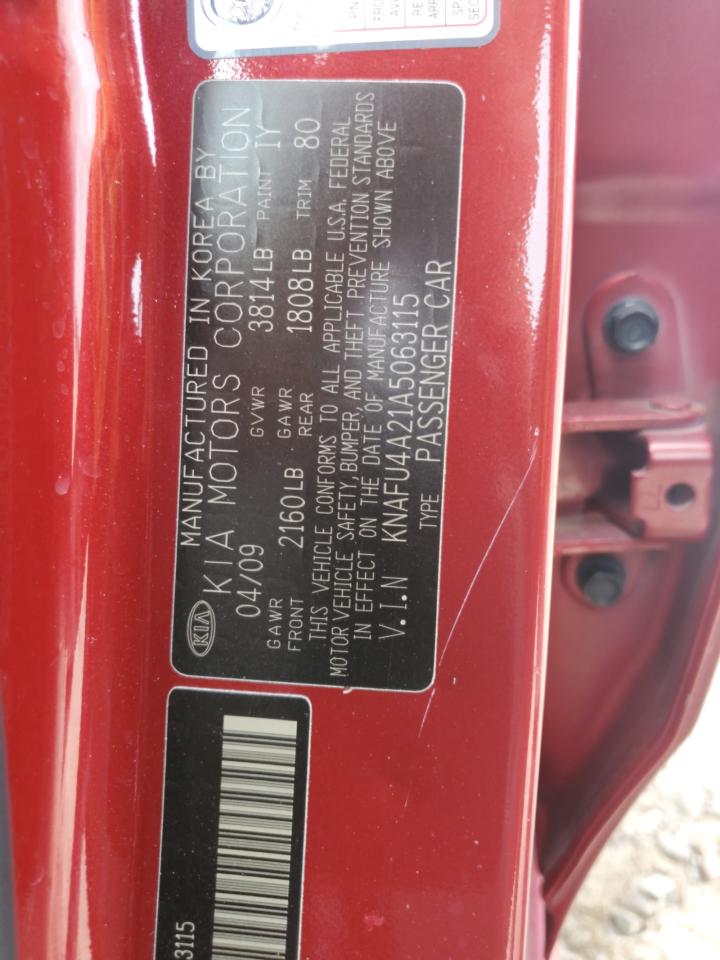 MANUFACTURED IN KOREA BY
KIA KIA MOTORS CORPORATION
04/09 GVWR 3814LB PAINT IY
GAWR FRONT 2160LB GAWR REAR 1808LB TRIM 80
THIS VEHICLE CONFORMS TO ALL APPLICABLE U.S.A. FEDERAL
MOTOR VEHICLE SAFETY, BUMPER, AND THEFT PREVENTION STANDARDS
IN EFFECT ON THE DATE OF MANUFACTURE SHOWN ABOVE
V.I.N KNAFU4A21A5063115
TYPE PASSENGER CAR
3115